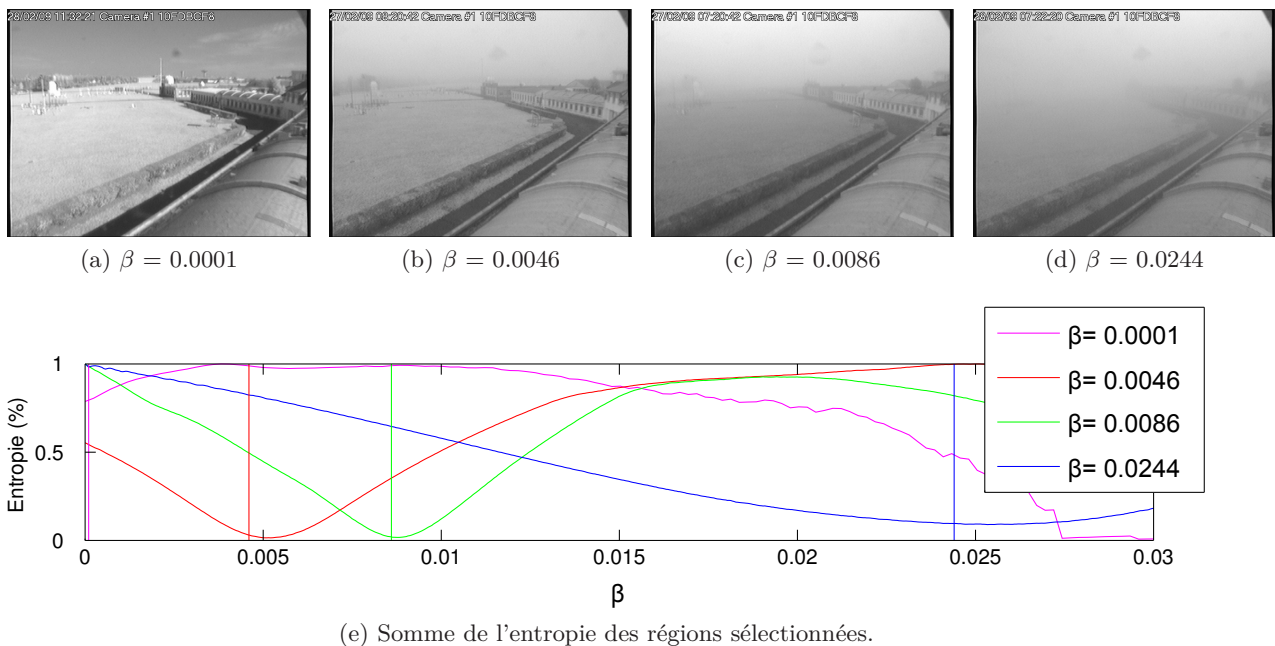 28/02/09 11:32:21 Camera #1 10FDBCF8
27/02/09 08:20:42 Camera #1 10FDBCF8
27/02/09 07:20:42 Camera #1 10FDBCF8
28/02/09 07:22:20 Camera #1 10FDBCF8
(a) β = 0.0001
(b) β = 0.0046
(c) β = 0.0086
(d) β = 0.0244
β= 0.0001
β= 0.0046
β= 0.0086
β= 0.0244
Entropie (%)
1
0.5
0
0 0.005 0.01 0.015 0.02 0.025 0.03
β
(e) Somme de l'entropie des régions sélectionnées.